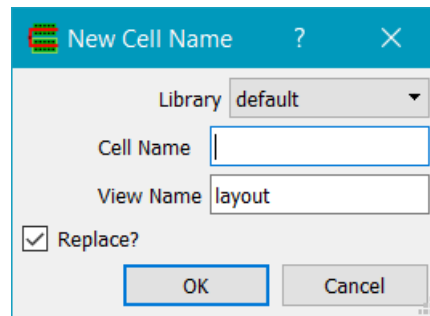 New Cell Name ?
Library default
Cell Name
View Name layout
Replace?
OK Cancel